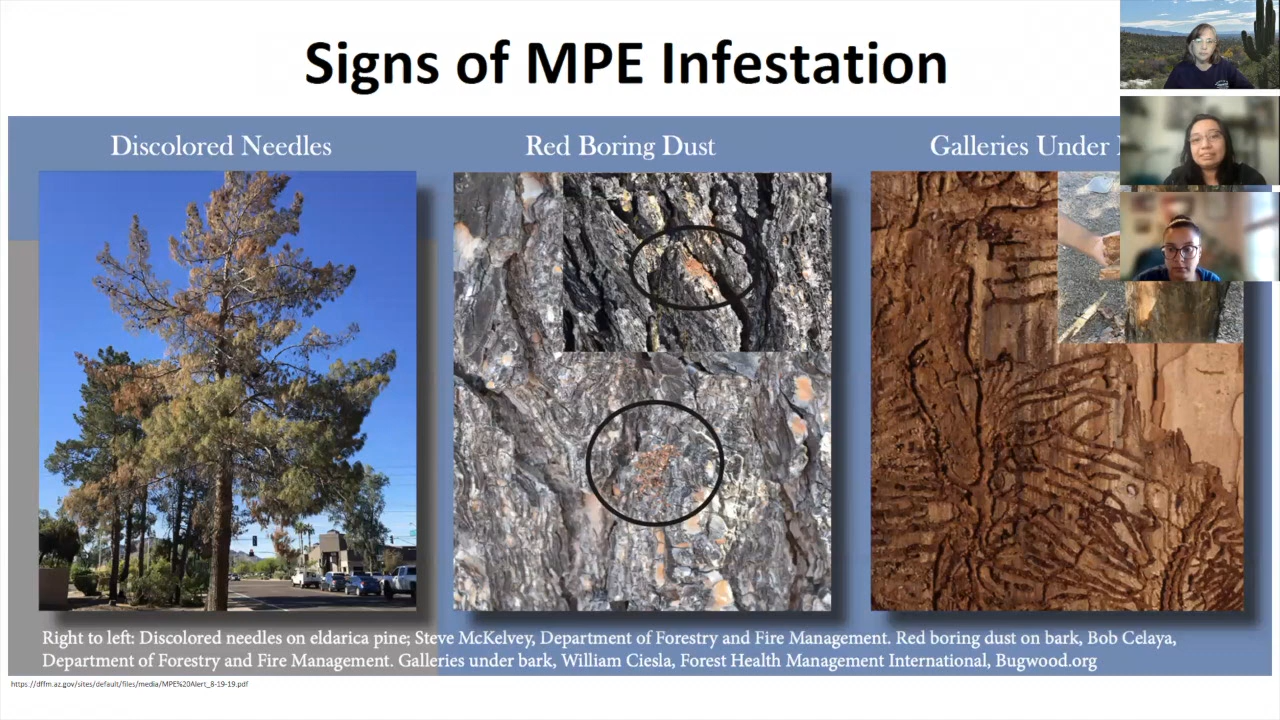 Signs of MPE Infestation
Discolored Needles
Red Boring Dust
Galleries Under
Right to left: Discolored needles on eldarica pine; Steve McKelvey, Department of Forestry and Fire Management. Red boring dust on bark, Bob Celaya,
Department of Forestry and Fire Management. Galleries under bark, William Ciesla, Forest Health Management International, Bugwood.org
https://dffm.az.gov/sites/default/files/media/MPE%20Alert_8-19-19.pdf